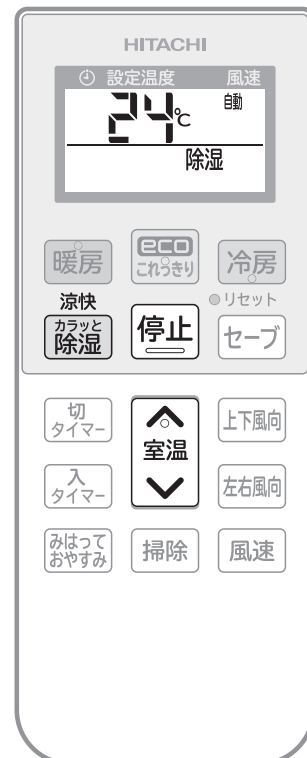 HITACHI
設定温度 風速
24℃ 自動
除湿
暖房
eco
これっきり
冷房
涼快
カラッと
除湿
停止
リセット
セーブ
切
タイマー
室温
上下風向
入
タイマー
左右風向
みはって
おやすみ
掃除
風速